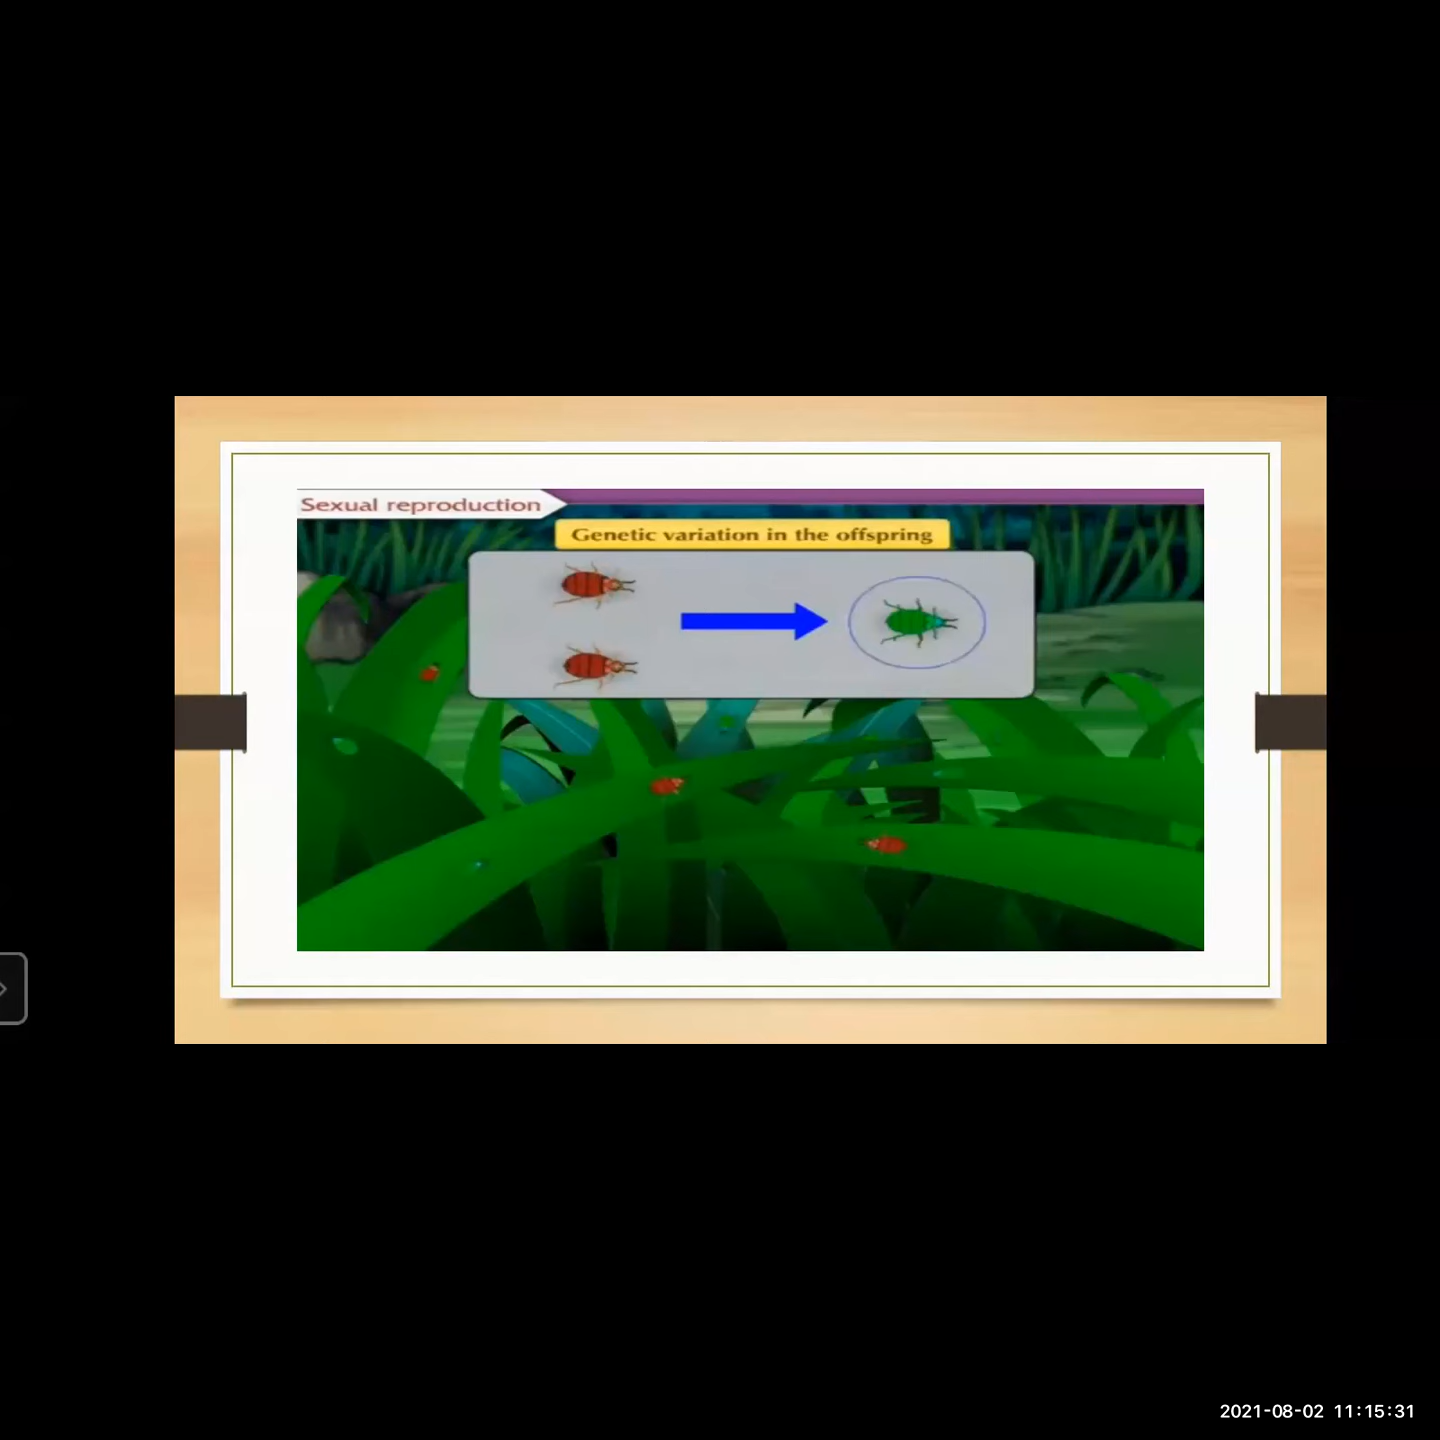 Sexual reproduction
Genetic variation in the offspring
2021-08-02 11:15:31